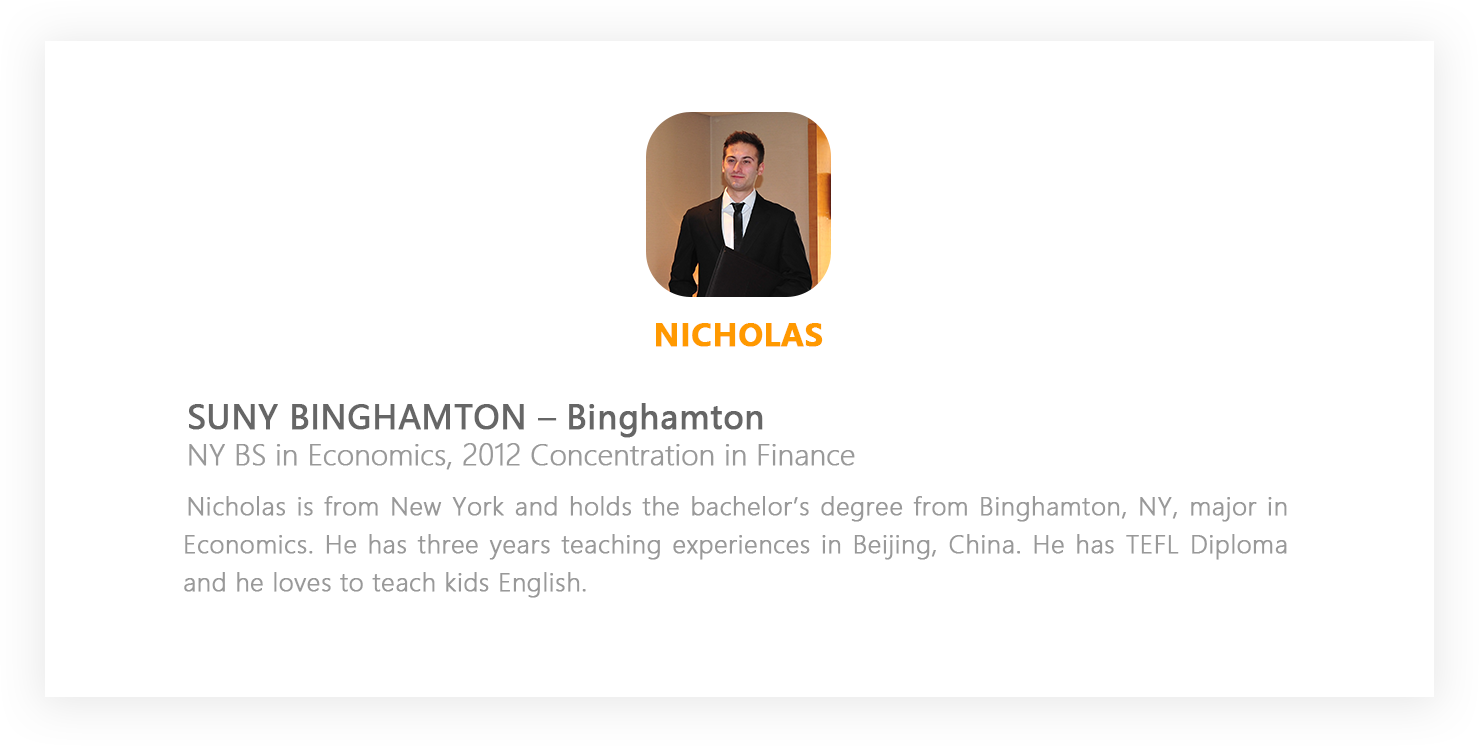 NICHOLAS
SUNY BINGHAMTON – Binghamton
NY BS in Economics, 2012 Concentration in Finance
Nicholas is from New York and holds the bachelor’s degree from Binghamton, NY, major in
Economics. He has three years teaching experiences in Beijing, China. He has TEFL Diploma
and he loves to teach kids English.